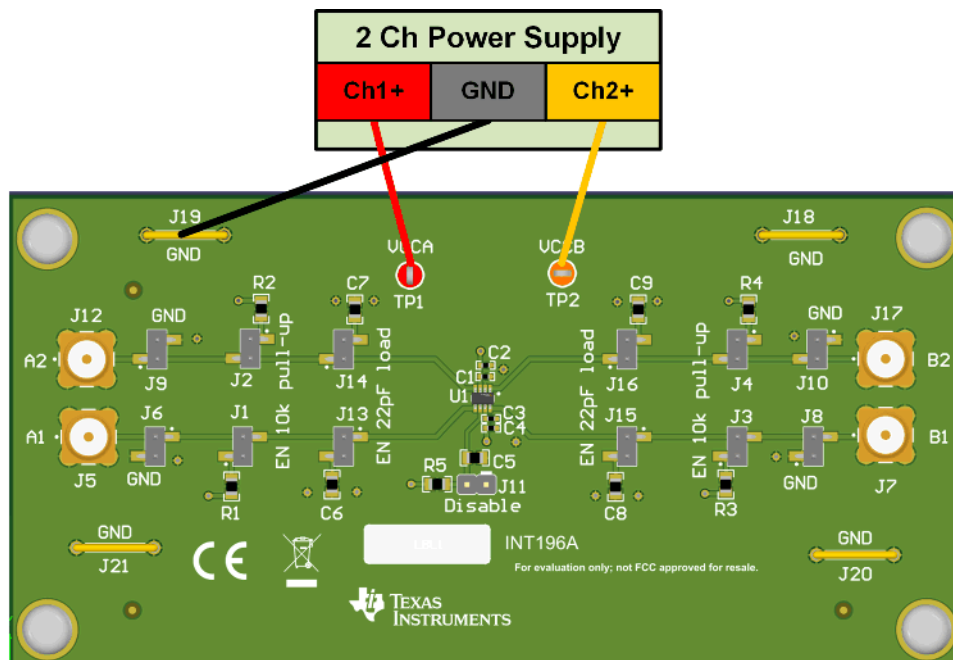 2 Ch Power Supply
Ch1+ GND Ch2+
J19
GND
J18
GND
VCCA
TP1
VCCB
TP2
R2
C7
C9
R4
J12
GND
J10
J17
A2
J9
J2
EN 10k pull-up
J14
EN 22pF load
C2
C1
U1
J16
EN 22pF load
J4
EN 10k pull-up
GND
B2
A1
J5
J6
GND
J1
J13
C3
C4
J15
J3
J8
GND
B1
J7
R1
C6
R5
C5
J11
Disable
C8
R3
GND
J21
CE
INT196A
For evaluation only; not FCC approved for resale.
GND
J20
TEXAS
INSTRUMENTS